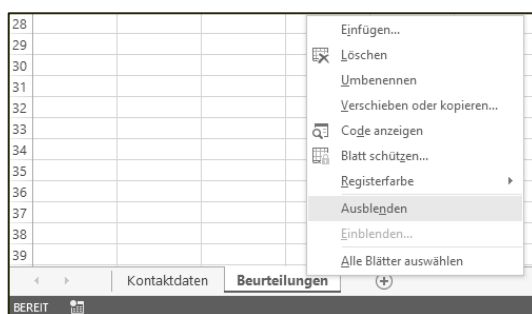 28
29
30
31
32
33
34
35
36
37
38
39
Einfügen...
Löschen
Umbenennen
Verschieben oder kopieren...
Code anzeigen
Blatt schützen...
Registerfarbe
Ausblenden
Einblenden...
Alle Blätter auswählen
Kontaktdaten Beurteilungen
BEREIT